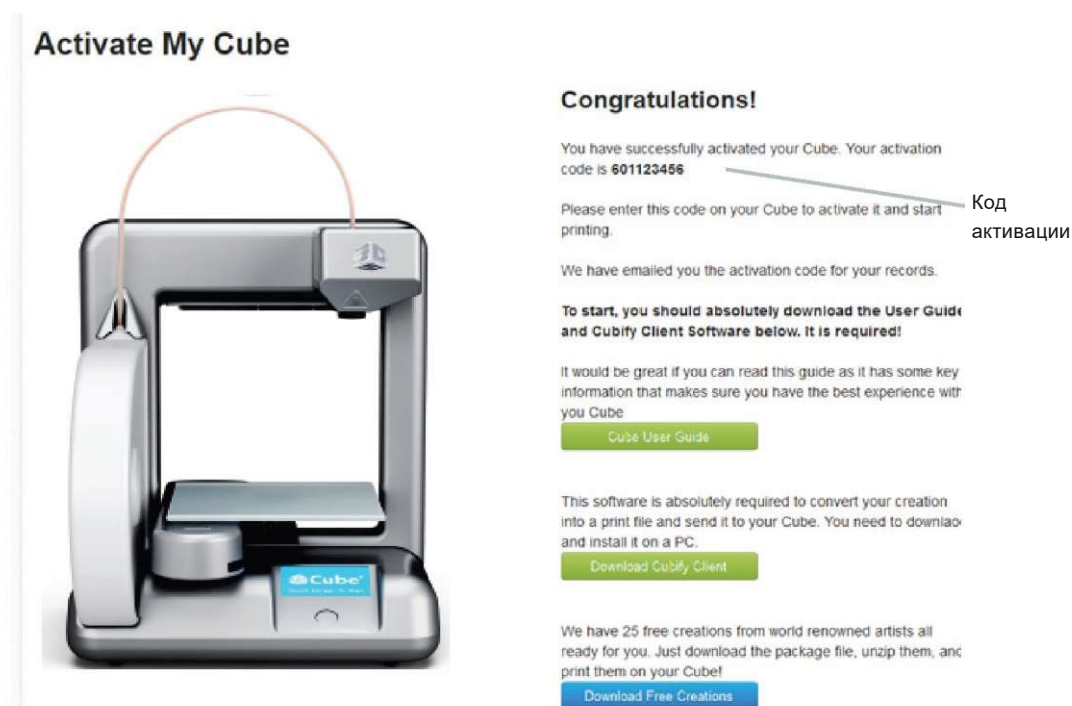 Activate My Cube
Congratulations!
You have successfully activated your Cube. Your activation
code is 601123456
Код
активации
Please enter this code on your Cube to activate it and start
printing.
We have emailed you the activation code for your records.
To start, you should absolutely download the User Guide
and Cubify Client Software below. It is required!
It would be great if you can read this guide as it has some key
information that makes sure you have the best experience with
you Cube
Cube User Guide
This software is absolutely required to convert your creation
into a print file and send it to your Cube. You need to downlao
and install it on a PC.
Download Cubify Client
Cube
Touch Screen To Start
We have 25 free creations from world renowned artists all
ready for you. Just download the package file, unzip them, and
print them on your Cube!
Download Free Creations